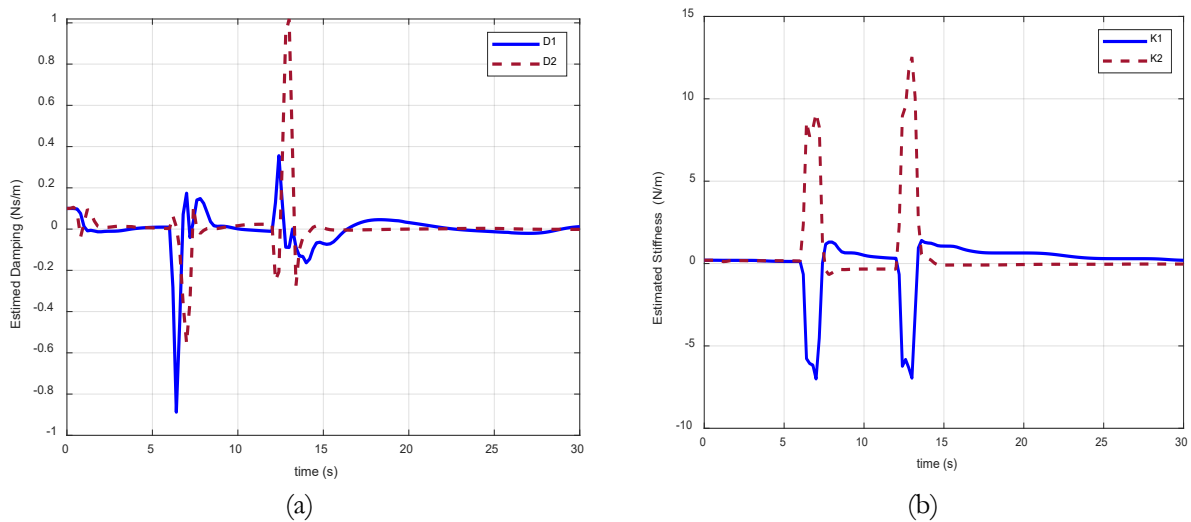 1
0.8
0.6
0.4
0.2
0
-0.2
-0.4
-0.6
-0.8
-1
Estimed Damping (Ns/m)
D1
D2
0 5 10 15 20 25 30
time (s)
(a)
15
10
5
0
-5
-10
Estimated Stiffness (N/m)
K1
K2
0 5 10 15 20 25 30
time (s)
(b)